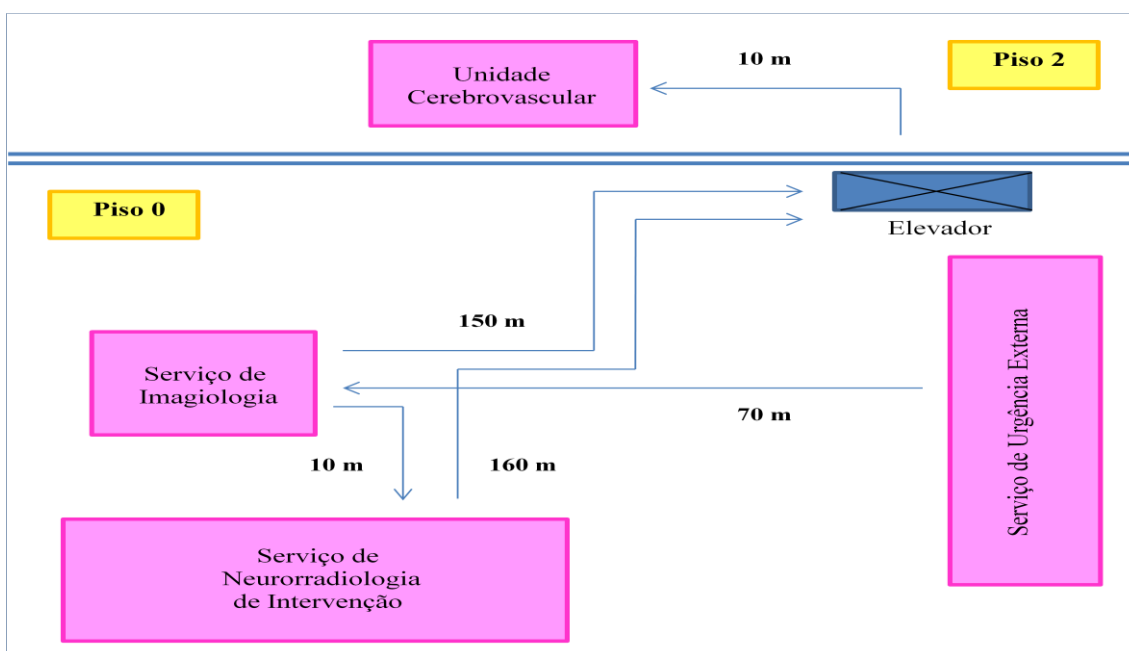 Unidade
Cerebrovascular
10 m
Piso 2
Piso 0
Elevador
150 m
Serviço de
Imagiologia
70 m
10 m
160 m
Serviço de Urgência Externa
Serviço de
Neurorradiologia
de Intervenção